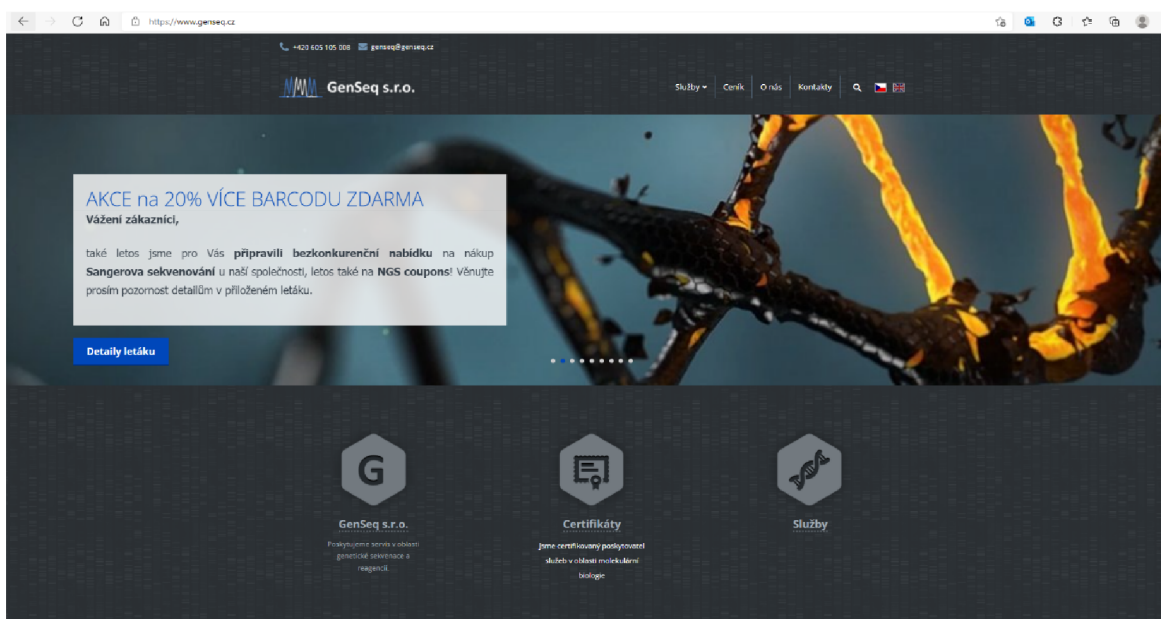 https://www.genseq.cz
+420 605 105 008 genseq@genseq.cz
GenSeq s.r.o.
Služby Ceník O nás Kontakty
AKCE na 20% VÍCE BARCODU ZDARMA
Vážení zákazníci,
také letos jsme pro Vás připravili bezkonkurenční nabídku na nákup
Sangerova sekvenování u naší společnosti, letos také na NGS coupons! Věnujte
prosím pozornost detailům v přiloženém letáku.
Detaily letáku
G
GenSeq s.r.o.
Poskytujeme servis v oblasti
genetické sekvenace a
reagencií.
Certifikáty
Jsme certifikovaný poskytovatel
služeb v oblasti molekulární
biologie
Služby